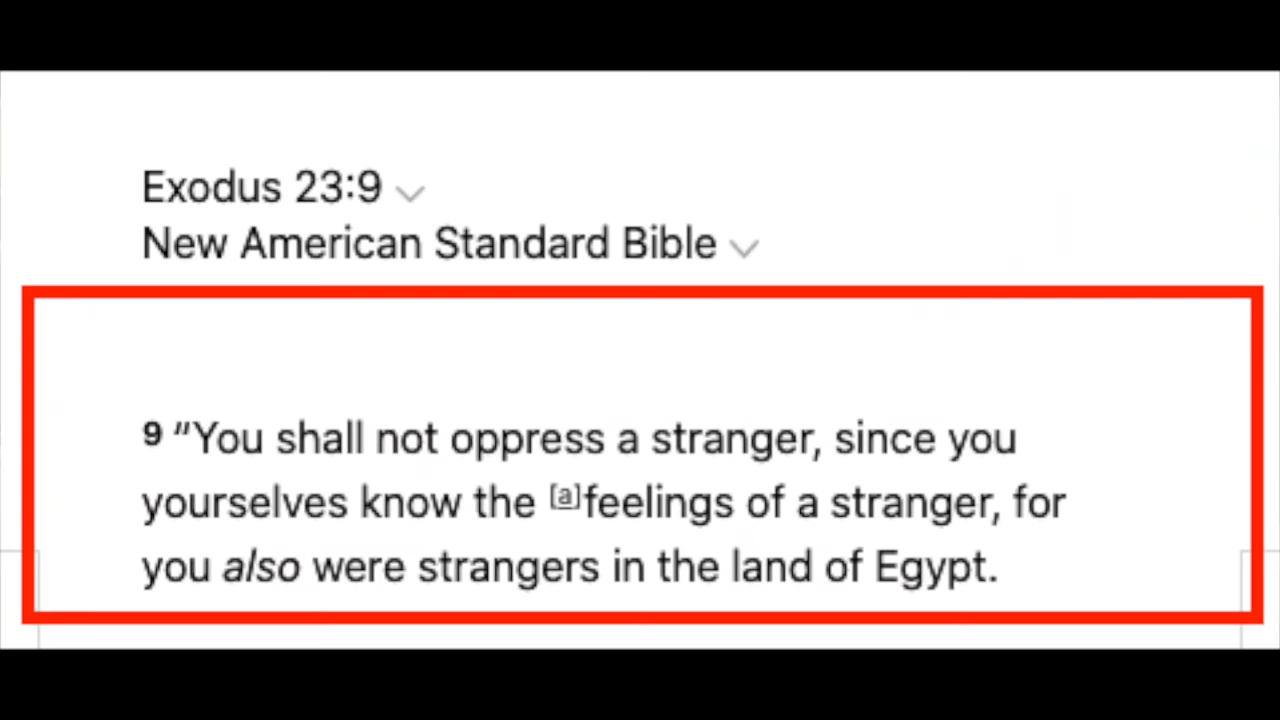 Exodus 23:9
New American Standard Bible
9 “You shall not oppress a stranger, since you
yourselves know the [a]feelings of a stranger, for
you also were strangers in the land of Egypt.